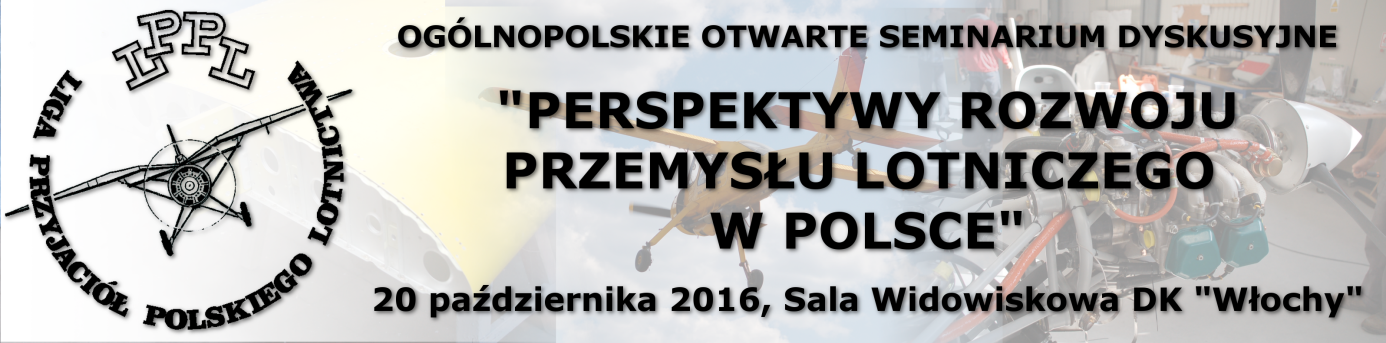 LPPL
LIGA PRZYJACIÓŁ POLSKIEGO LOTNICTWA
OGÓLNOPOLSKIE OTWARTE SEMINARIUM DYSKUSYJNE
"PERSPEKTYWY ROZWOJU
PRZEMYSŁU LOTNICZEGO
W POLSCE"
20 października 2016, Sala Widowiskowa DK "Włochy"